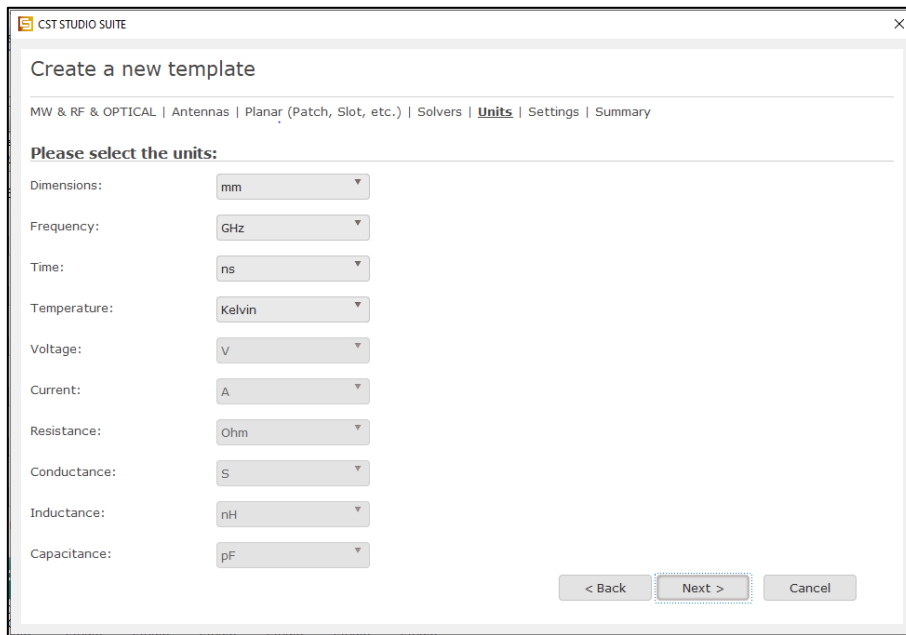 CST STUDIO SUITE
Create a new template
MW & RF & OPTICAL | Antennas | Planar (Patch, Slot, etc.) | Solvers | Units | Settings | Summary
Please select the units:
Dimensions: mm
Frequency: GHz
Time: ns
Temperature: Kelvin
Voltage: V
Current: A
Resistance: Ohm
Conductance: S
Inductance: nH
Capacitance: pF
< Back Next > Cancel